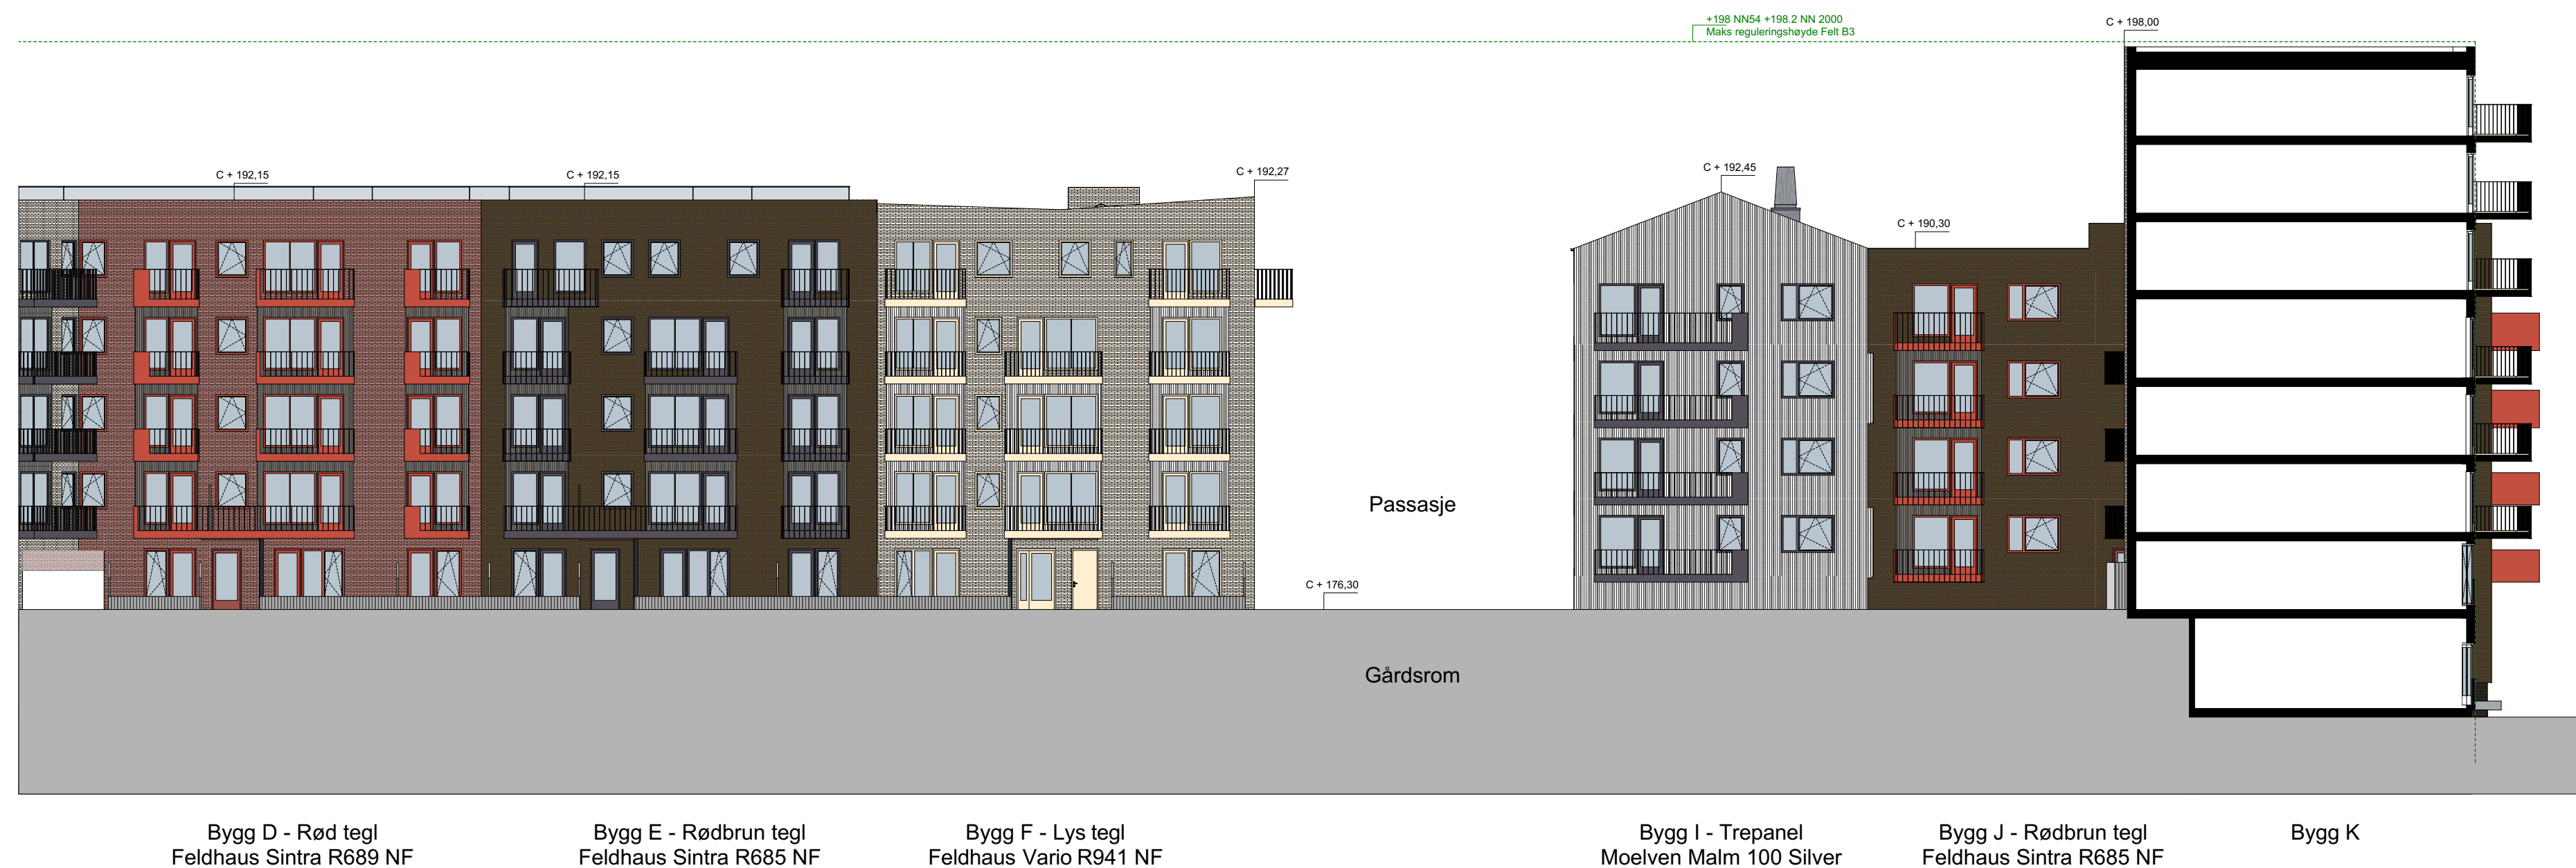 +198 NN54 +198.2 NN 2000
Maks reguleringshøyde Felt B3
C + 198,00
C + 192,15
C + 192,15
C + 192,27
C + 192,45
C + 190,30
Passasje
C + 176,30
Gårdsrom
Bygg D - Rød tegl
Feldhaus Sintra R689 NF
Bygg E - Rødbrun tegl
Feldhaus Sintra R685 NF
Bygg F - Lys tegl
Feldhaus Vario R941 NF
Bygg I - Trepanel
Moelven Malm 100 Silver
Bygg J - Rødbrun tegl
Feldhaus Sintra R685 NF
Bygg K